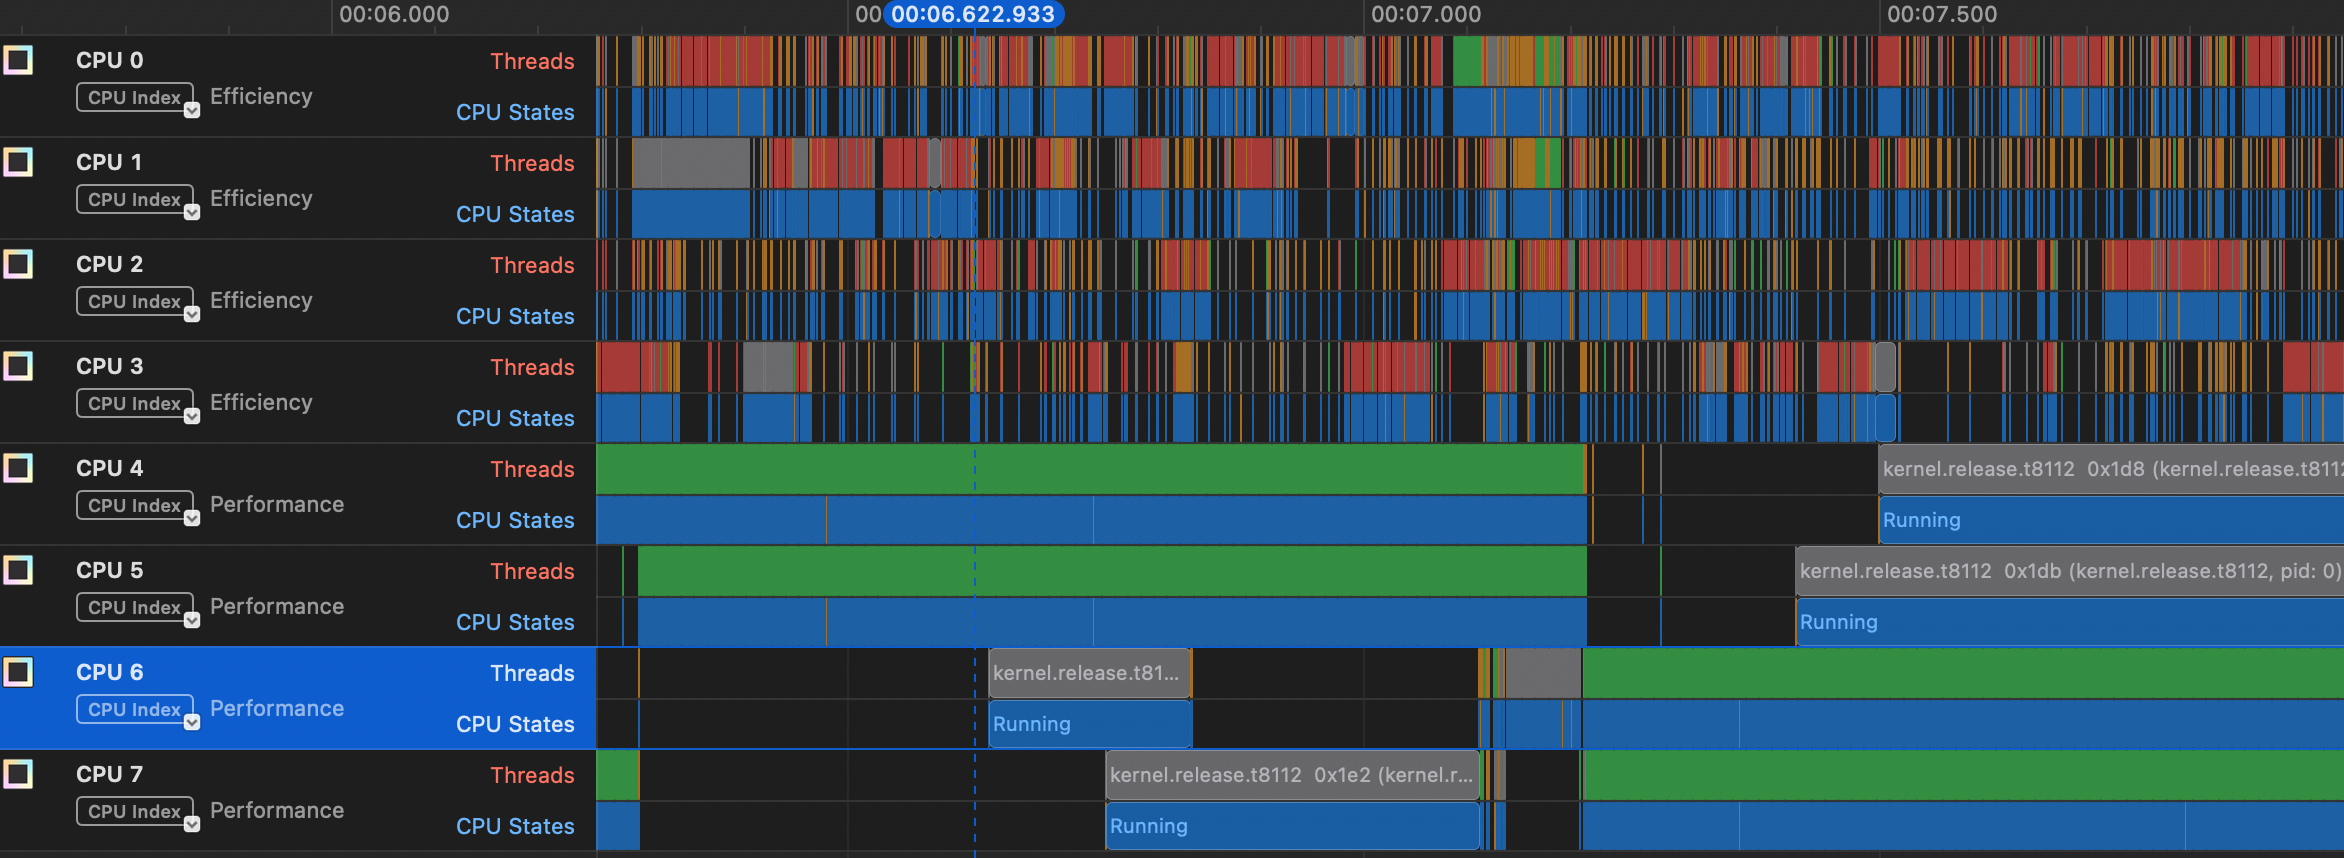 00:06.000 00 00:06.622.933 00:07.000 00:07.500
CPU 0 Threads
CPU Index Efficiency
CPU States
CPU 1 Threads
CPU Index Efficiency
CPU States
CPU 2 Threads
CPU Index Efficiency
CPU States
CPU 3 Threads
CPU Index Efficiency
CPU States
CPU 4 Threads kernel.release.t8112 0x1d8 (kernel.release.t8112
CPU Index Performance
CPU States Running
CPU 5 Threads kernel.release.t8112 0x1db (kernel.release.t8112, pid: 0)
CPU Index Performance
CPU States Running
CPU 6 Threads kernel.release.t81...
CPU Index Performance
CPU States Running
CPU 7 Threads kernel.release.t8112 0x1e2 (kernel.r...
CPU Index Performance
CPU States Running